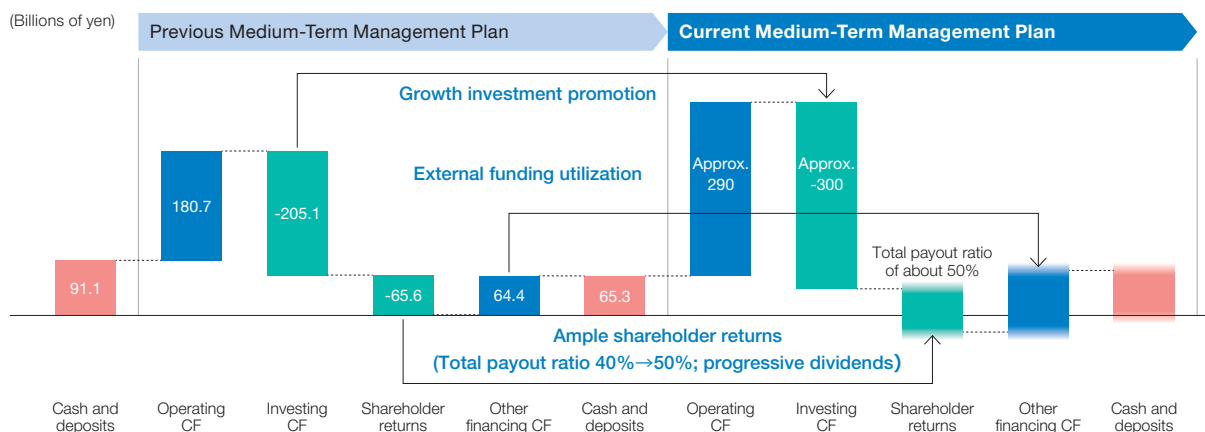 (Billions of yen)
Previous Medium-Term Management Plan
Current Medium-Term Management Plan
Growth investment promotion
External funding utilization
91.1
180.7
-205.1
-65.6
64.4
65.3
Approx.
290
Approx.
-300
Total payout ratio
of about 50%
Ample shareholder returns
(Total payout ratio 40%→50%; progressive dividends)
Cash and
deposits
Operating
CF
Investing
CF
Shareholder
returns
Other
financing CF
Cash and
deposits
Operating
CF
Investing
CF
Shareholder
returns
Other
financing CF
Cash and
deposits